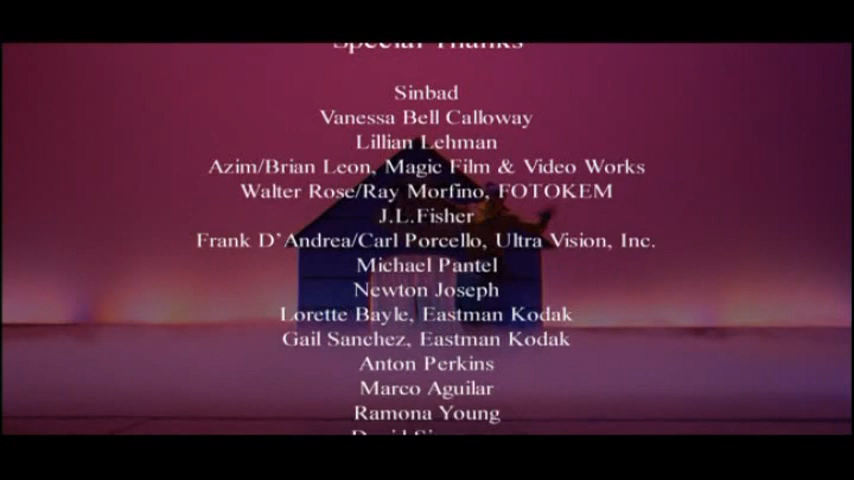 Special Thanks
Sinbad
Vanessa Bell Calloway
Lillian Lehman
Azim/Brian Leon, Magic Film & Video Works
Walter Rose/Ray Morfino, FOTOKEM
J.L.Fisher
Frank D'Andrea/Carl Porcello, Ultra Vision, Inc.
Michael Pantel
Newton Joseph
Lorette Bayle, Eastman Kodak
Gail Sanchez, Eastman Kodak
Anton Perkins
Marco Aguilar
Ramona Young